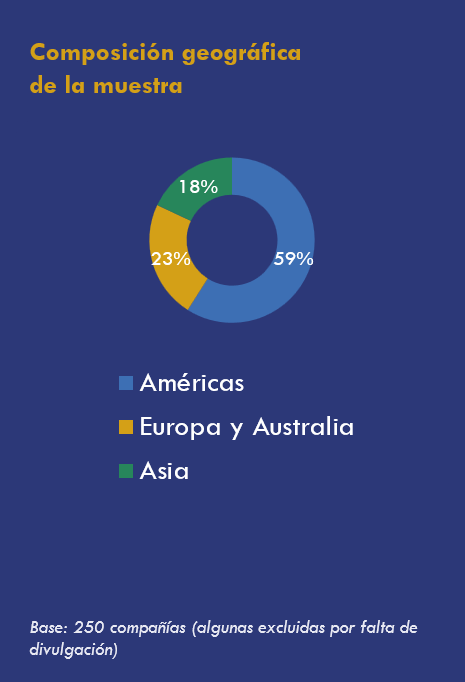 Composición geográfica
de la muestra
18%
23%
59%
Américas
Europa y Australia
Asia
Base: 250 compañías (algunas excluidas por falta de
divulgación)